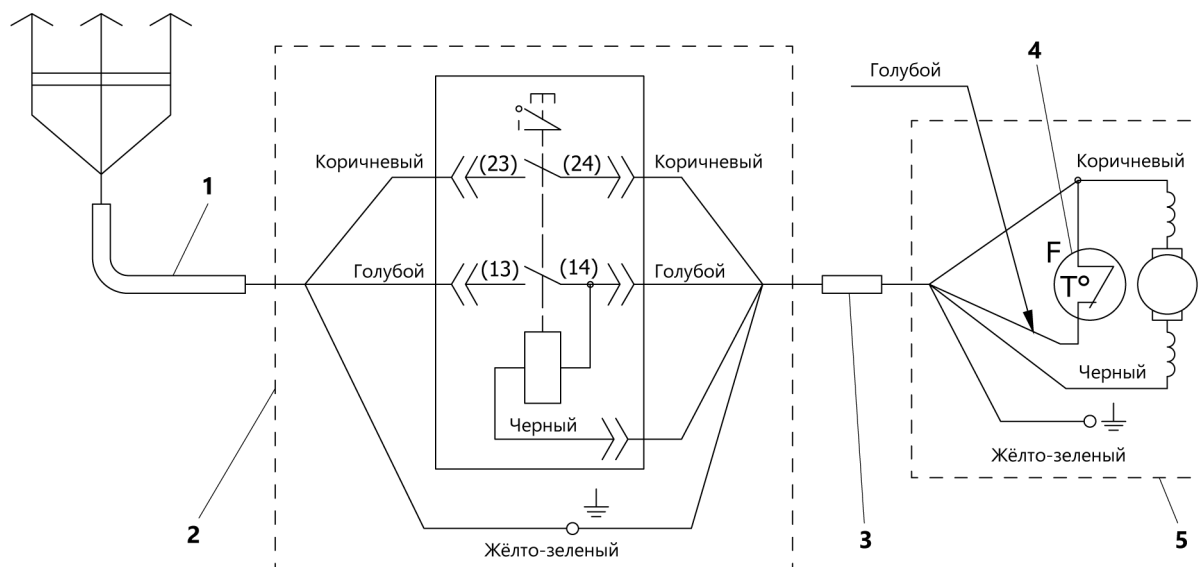 4
Голубой
Коричневый
(23)
(24)
Коричневый
Коричневый
1
F
T°
Голубой
(13)
(14)
Голубой
Черный
Черный
Жёлто-зеленый
2
3
5
Жёлто-зеленый